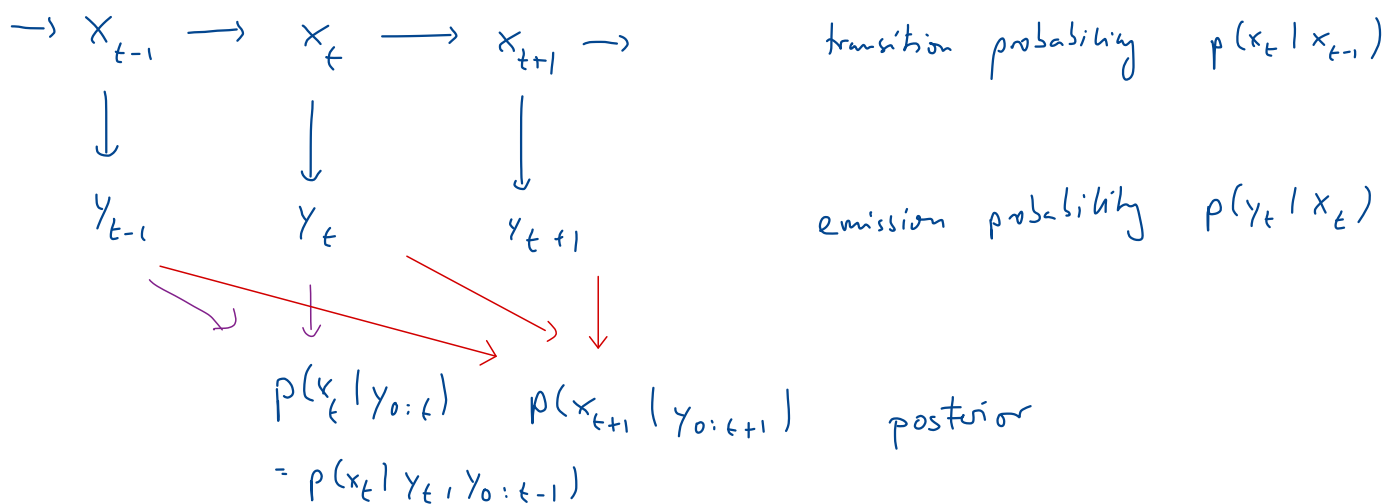 → x_{t-1} → x_t → x_{t+1} → transition probability p(x_t | x_{t-1})
y_{t-1} y_t y_{t+1} emission probability p(y_t | x_t)
p(x_t | y_{0:t}) p(x_{t+1} | y_{0:t+1}) posterior
= p(x_t | y_t, y_{0:t-1})